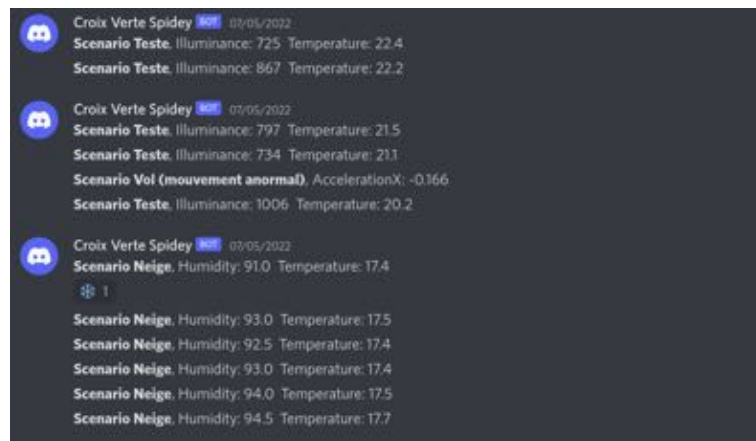 Croix Verte Spidey BOT 07/05/2022
Scenario Teste, Illuminance: 725 Temperature: 22.4
Scenario Teste, Illuminance: 867 Temperature: 22.2
Croix Verte Spidey BOT 07/05/2022
Scenario Teste, Illuminance: 797 Temperature: 21.5
Scenario Teste, Illuminance: 734 Temperature: 21.1
Scenario Vol (mouvement anormal), AccelerationX: -0.166
Scenario Teste, Illuminance: 1006 Temperature: 20.2
Croix Verte Spidey BOT 07/05/2022
Scenario Neige, Humidity: 91.0 Temperature: 17.4
1
Scenario Neige, Humidity: 93.0 Temperature: 17.5
Scenario Neige, Humidity: 92.5 Temperature: 17.4
Scenario Neige, Humidity: 93.0 Temperature: 17.4
Scenario Neige, Humidity: 94.0 Temperature: 17.5
Scenario Neige, Humidity: 94.5 Temperature: 17.7